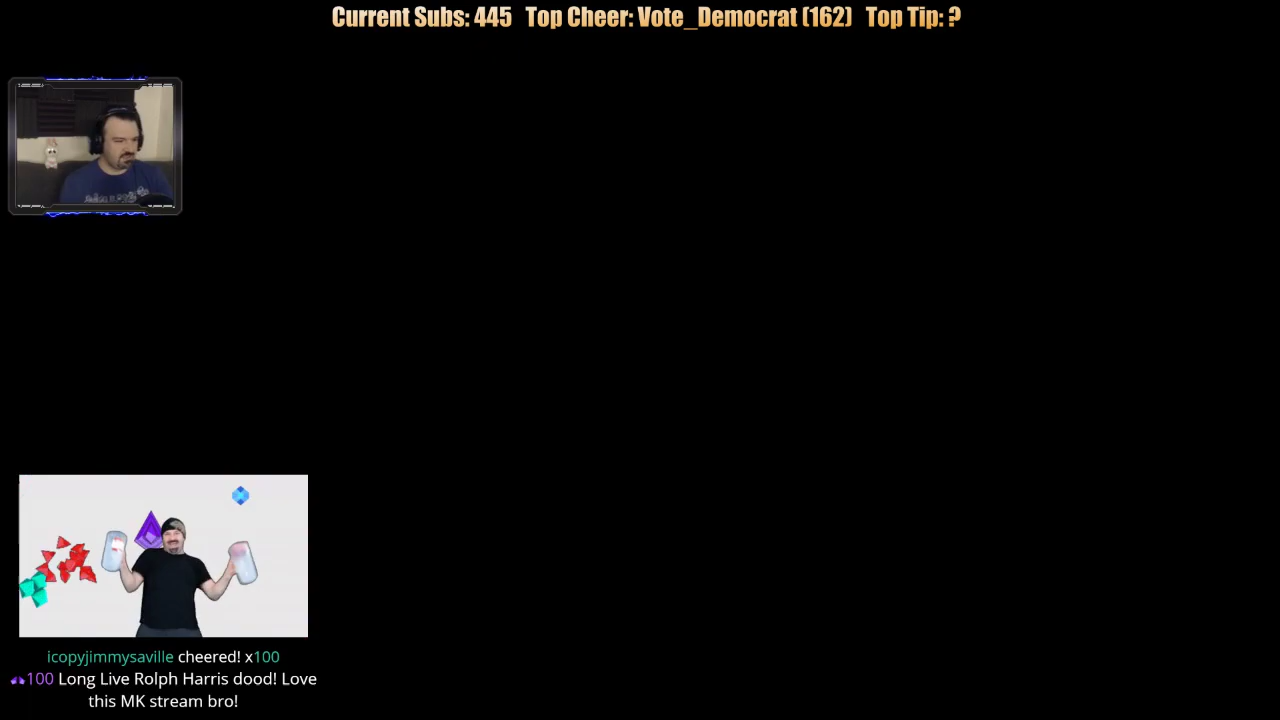 Current Subs: 445 Top Cheer: Vote_Democrat (162) Top Tip: ?
icopyjimmysaville cheered! x100
100 Long Live Rolph Harris dood! Love
this MK stream bro!